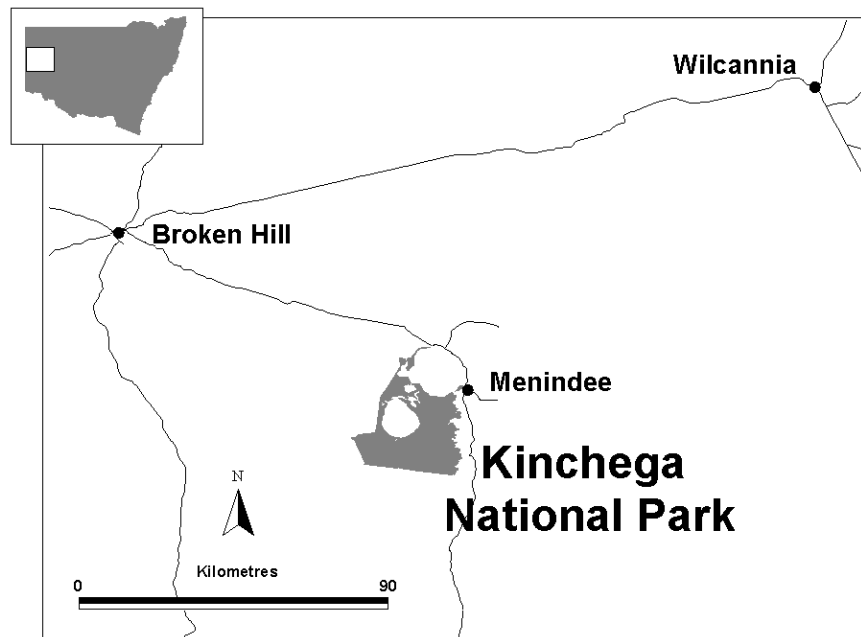 Wilcannia
Broken Hill
Menindee
Kinchega
National Park
N
Kilometres
0 90